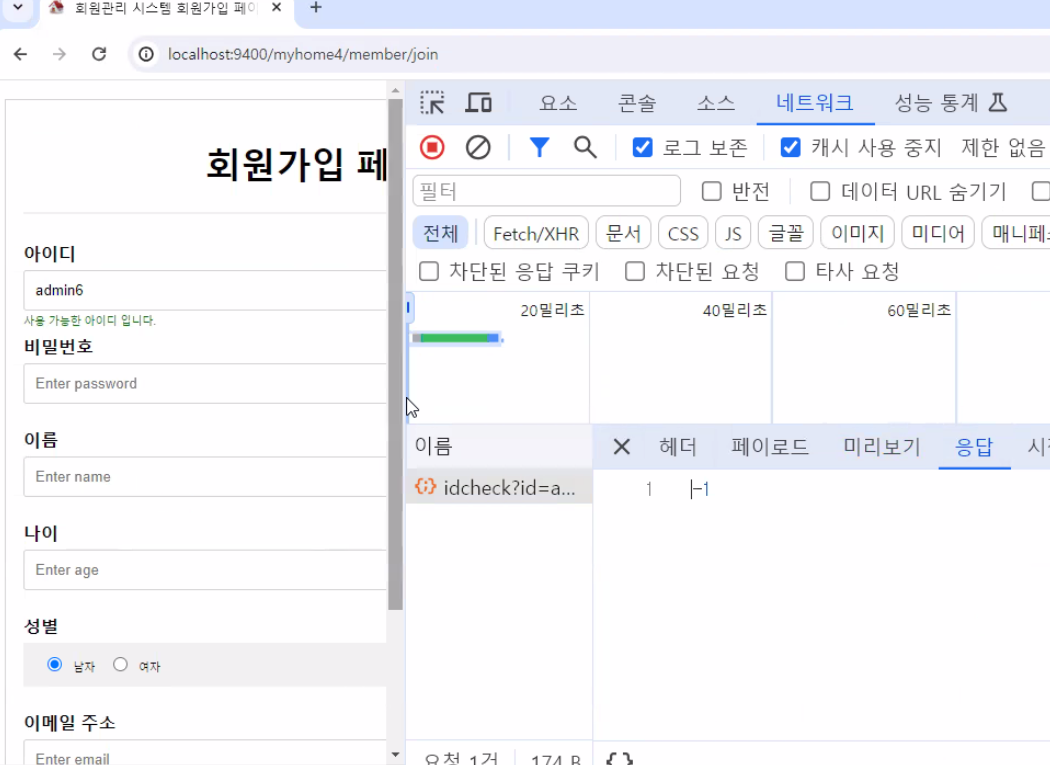 회원관리 시스템 회원가입 페이
localhost:9400/myhome4/member/join
회원가입 페
아이디
admin6
사용 가능한 아이디 입니다.
비밀번호
Enter password
이름
Enter name
나이
Enter age
성별
남자 여자
이메일 주소
Enter email
요소 콘솔 소스 네트워크 성능 통계
로그 보존 캐시 사용 중지 제한 없음
필터 반전 데이터 URL 숨기기
전체 Fetch/XHR 문서 CSS JS 글꼴 이미지 미디어 매니페
차단된 응답 쿠키 차단된 요청 타사 요청
20밀리초 40밀리초 60밀리초
이름 헤더 페이로드 미리보기 응답
idcheck?id=a... 1 -1
요청 1건 174 B { }